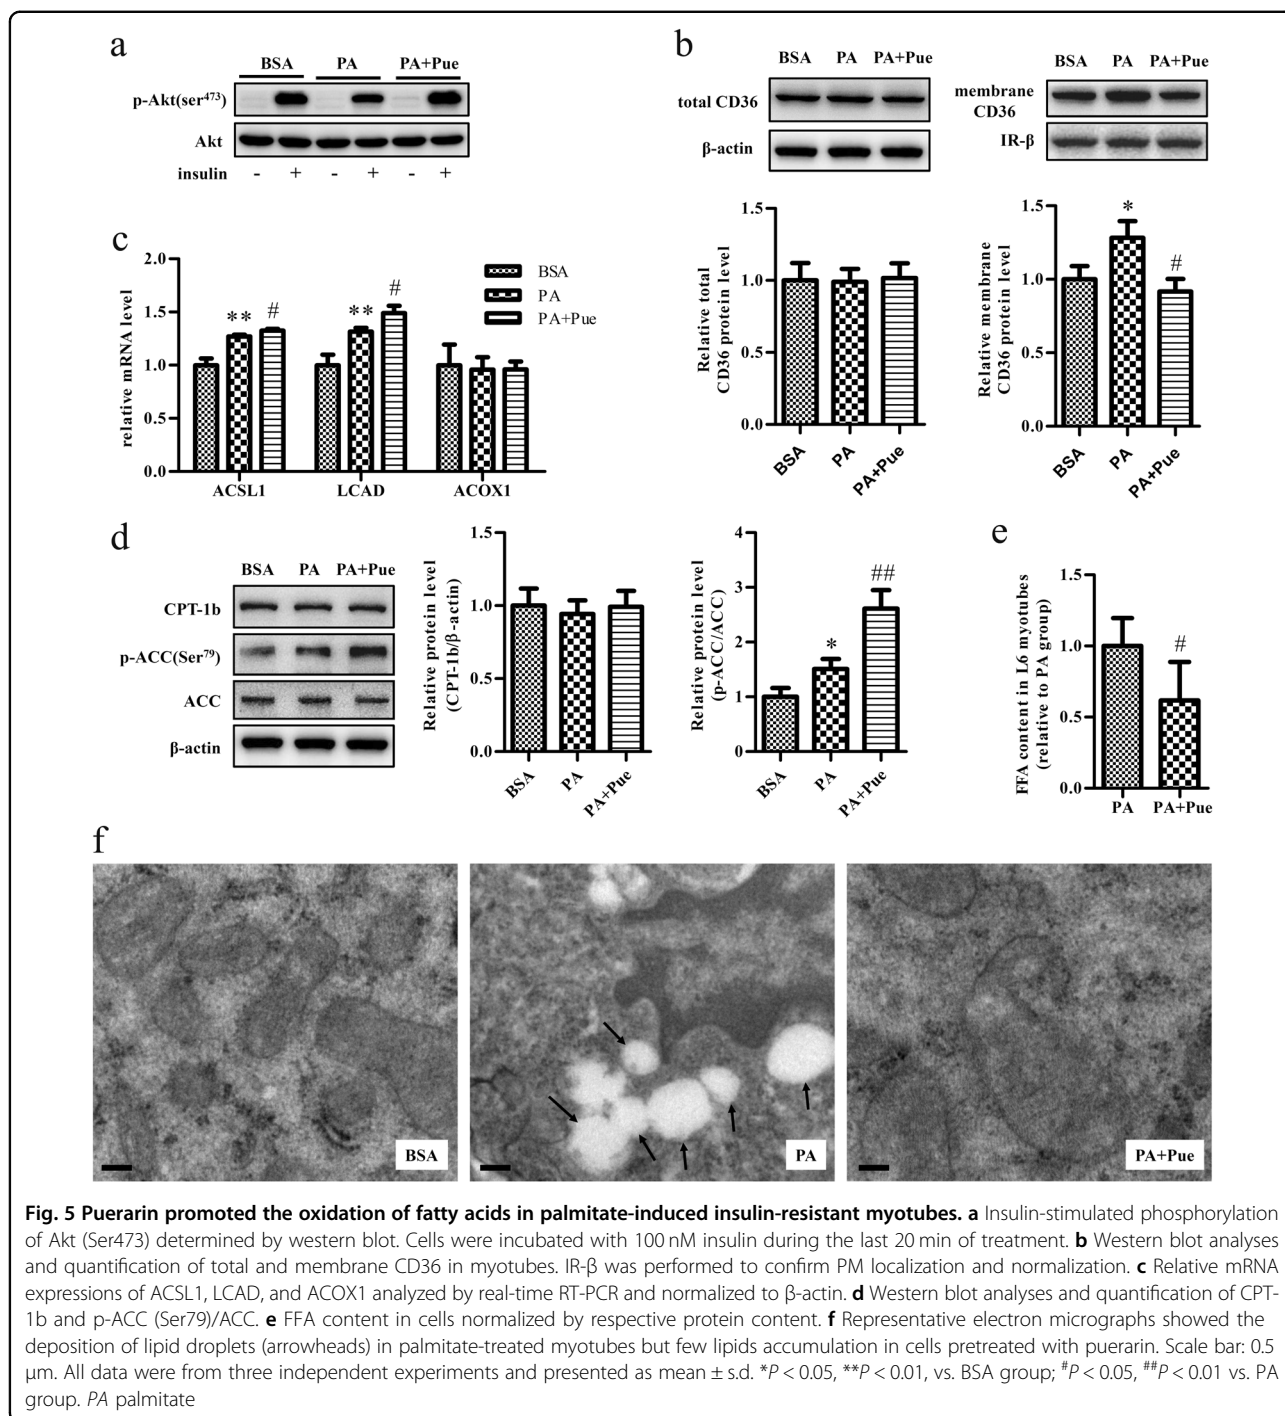 a
BSA PA PA+Pue
p-Akt(ser473)
Akt
insulin - + - + - +
b
BSA PA PA+Pue
total CD36
β-actin
BSA PA PA+Pue
membrane
CD36
IR-β
Relative total
CD36 protein level
1.5
1.0
0.5
0.0
BSA PA PA+Pue
Relative membrane
CD36 protein level
1.5
1.0
0.5
0.0
*
#
BSA PA PA+Pue
c
relative mRNA level
2.0
1.5
1.0
0.5
0.0
** # ** #
BSA
PA
PA+Pue
ACSL1 LCAD ACOX1
d
BSA PA PA+Pue
CPT-1b
p-ACC(Ser79)
ACC
β-actin
Relative protein level
(CPT-1b/β-actin)
1.5
1.0
0.5
0.0
BSA PA PA+Pue
Relative protein level
(p-ACC/ACC)
4
3
2
1
0
*
##
BSA PA PA+Pue
e
FFA content in L6 myotubes
(relative to PA group)
1.5
1.0
0.5
0.0
#
PA PA+Pue
f
BSA PA PA+Pue
Fig. 5 Puerarin promoted the oxidation of fatty acids in palmitate-induced insulin-resistant myotubes. a Insulin-stimulated phosphorylation
of Akt (Ser473) determined by western blot. Cells were incubated with 100 nM insulin during the last 20 min of treatment. b Western blot analyses
and quantification of total and membrane CD36 in myotubes. IR-β was performed to confirm PM localization and normalization. c Relative mRNA
expressions of ACSL1, LCAD, and ACOX1 analyzed by real-time RT-PCR and normalized to β-actin. d Western blot analyses and quantification of CPT-
1b and p-ACC (Ser79)/ACC. e FFA content in cells normalized by respective protein content. f Representative electron micrographs showed the
deposition of lipid droplets (arrowheads) in palmitate-treated myotubes but few lipids accumulation in cells pretreated with puerarin. Scale bar: 0.5
μm. All data were from three independent experiments and presented as mean ± s.d. *P < 0.05, **P < 0.01, vs. BSA group; #P < 0.05, ##P < 0.01 vs. PA
group. PA palmitate